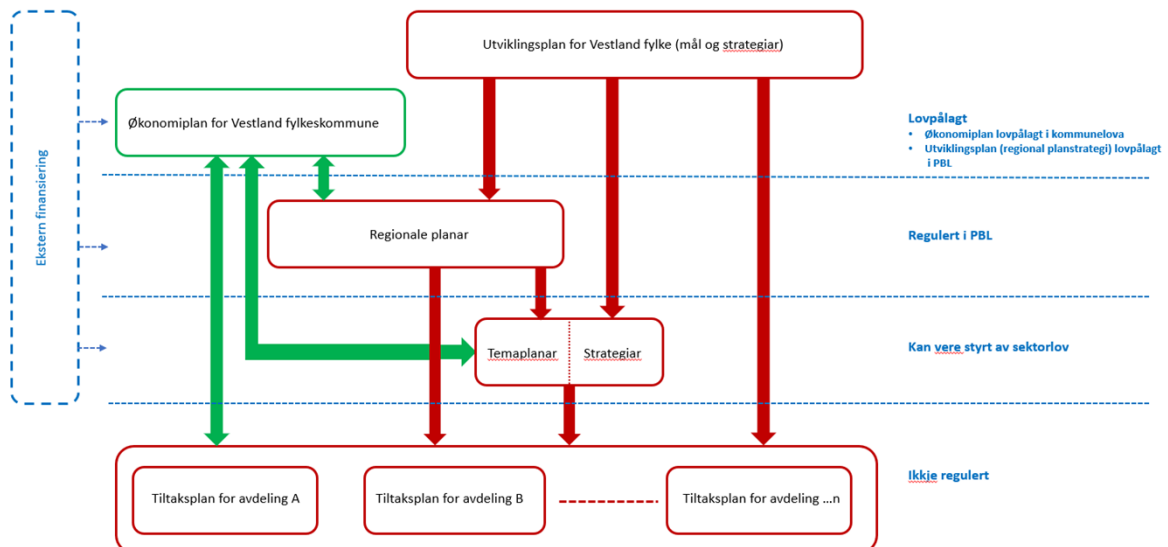 Utviklingsplan for Vestland fylke (mål og strategiar)
Økonomiplan for Vestland fylkeskommune
Ekstern finansiering
Lovpålagt
• Økonomiplan lovpålagt i kommunelova
• Utviklingsplan (regional planstrategi) lovpålagt
i PBL
Regionale planar
Regulert i PBL
Temaplanar
Strategiar
Kan vere styrt av sektorlov
Ikkje regulert
Tiltaksplan for avdeling A
Tiltaksplan for avdeling B
Tiltaksplan for avdeling ...n